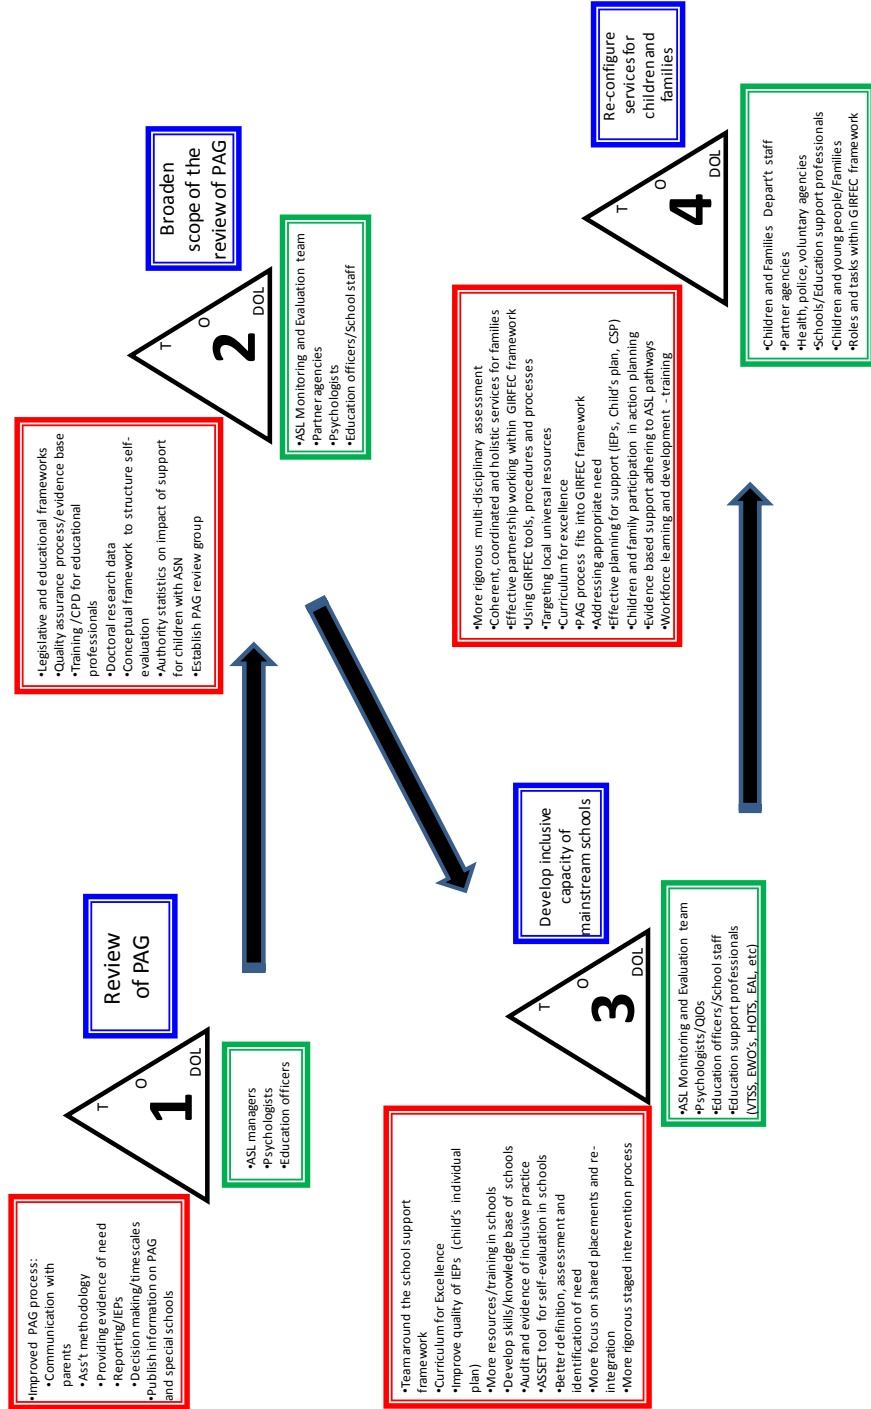 •Improved PAG process:
•Communication with
parents
•Ass't methodology
•Providing evidence of need
•Reporting/IEPs
•Decision making/timescales
•Publish information on PAG
and special schools
T
O
DOL
1
Review
of PAG
•ASL managers
•Psychologists
•Education officers
•Legislative and educational frameworks
•Quality assurance process/evidence base
•Training /CPD for educational
professionals
•Doctoral research data
•Conceptual framework to structure self-
evaluation
•Authority statistics on impact of support
for children with ASN
•Establish PAG review group
T
O
DOL
2
Broaden
scope of the
review of PAG
•ASL Monitoring and Evaluation team
•Partner agencies
•Psychologists
•Education officers/School staff
•Team around the school support
framework
•Curriculum for Excellence
•Improve quality of IEPs (child's individual
plan)
•More resources/training in schools
•Develop skills/knowledge base of schools
•Audit and evidence of inclusive practice
•ASSET tool for self-evaluation in schools
•Better definition, assessment and
identification of need
•More focus on shared placements and re-
integration
•More rigorous staged intervention process
T
O
DOL
3
Develop inclusive
capacity of
mainstream schools
•ASL Monitoring and Evaluation team
•Psychologists/QIOs
•Education officers/School staff
•Education support professionals
(VTSS, EWO's, HOTS, EAL, etc)
•More rigorous multi-disciplinary assessment
•Coherent, coordinated and holistic services for families
•Effective partnership working within GIRFEC framework
•Using GIRFEC tools, procedures and processes
•Targeting local universal resources
•Curriculum for excellence
•PAG process fits into GIRFEC framework
•Addressing appropriate need
•Effective planning for support (IEPs, Child's plan, CSP)
•Children and family participation in action planning
•Evidence based support adhering to ASL pathways
•Workforce learning and development - training
T
O
DOL
4
Re-configure
services for
children and
families
•Children and Families Depart't staff
•Partner agencies
•Health, police, voluntary agencies
•Schools/Education support professionals
•Children and young people/Families
•Roles and tasks within GIRFEC framework